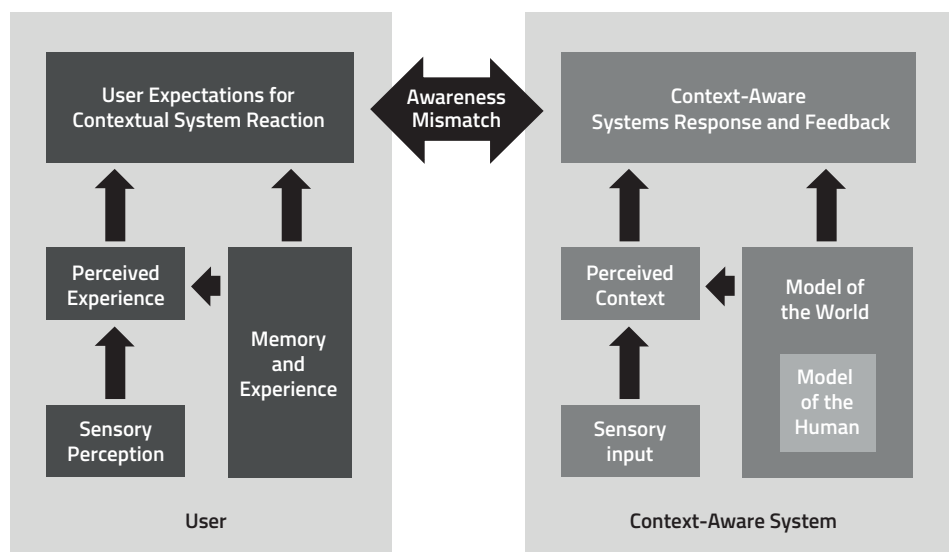 User Expectations for
Contextual System Reaction
Perceived
Experience
Memory
and
Experience
Sensory
Perception
User
Awareness
Mismatch
Context-Aware
Systems Response and Feedback
Perceived
Context
Model of
the World
Model
of the
Human
Sensory
input
Context-Aware System